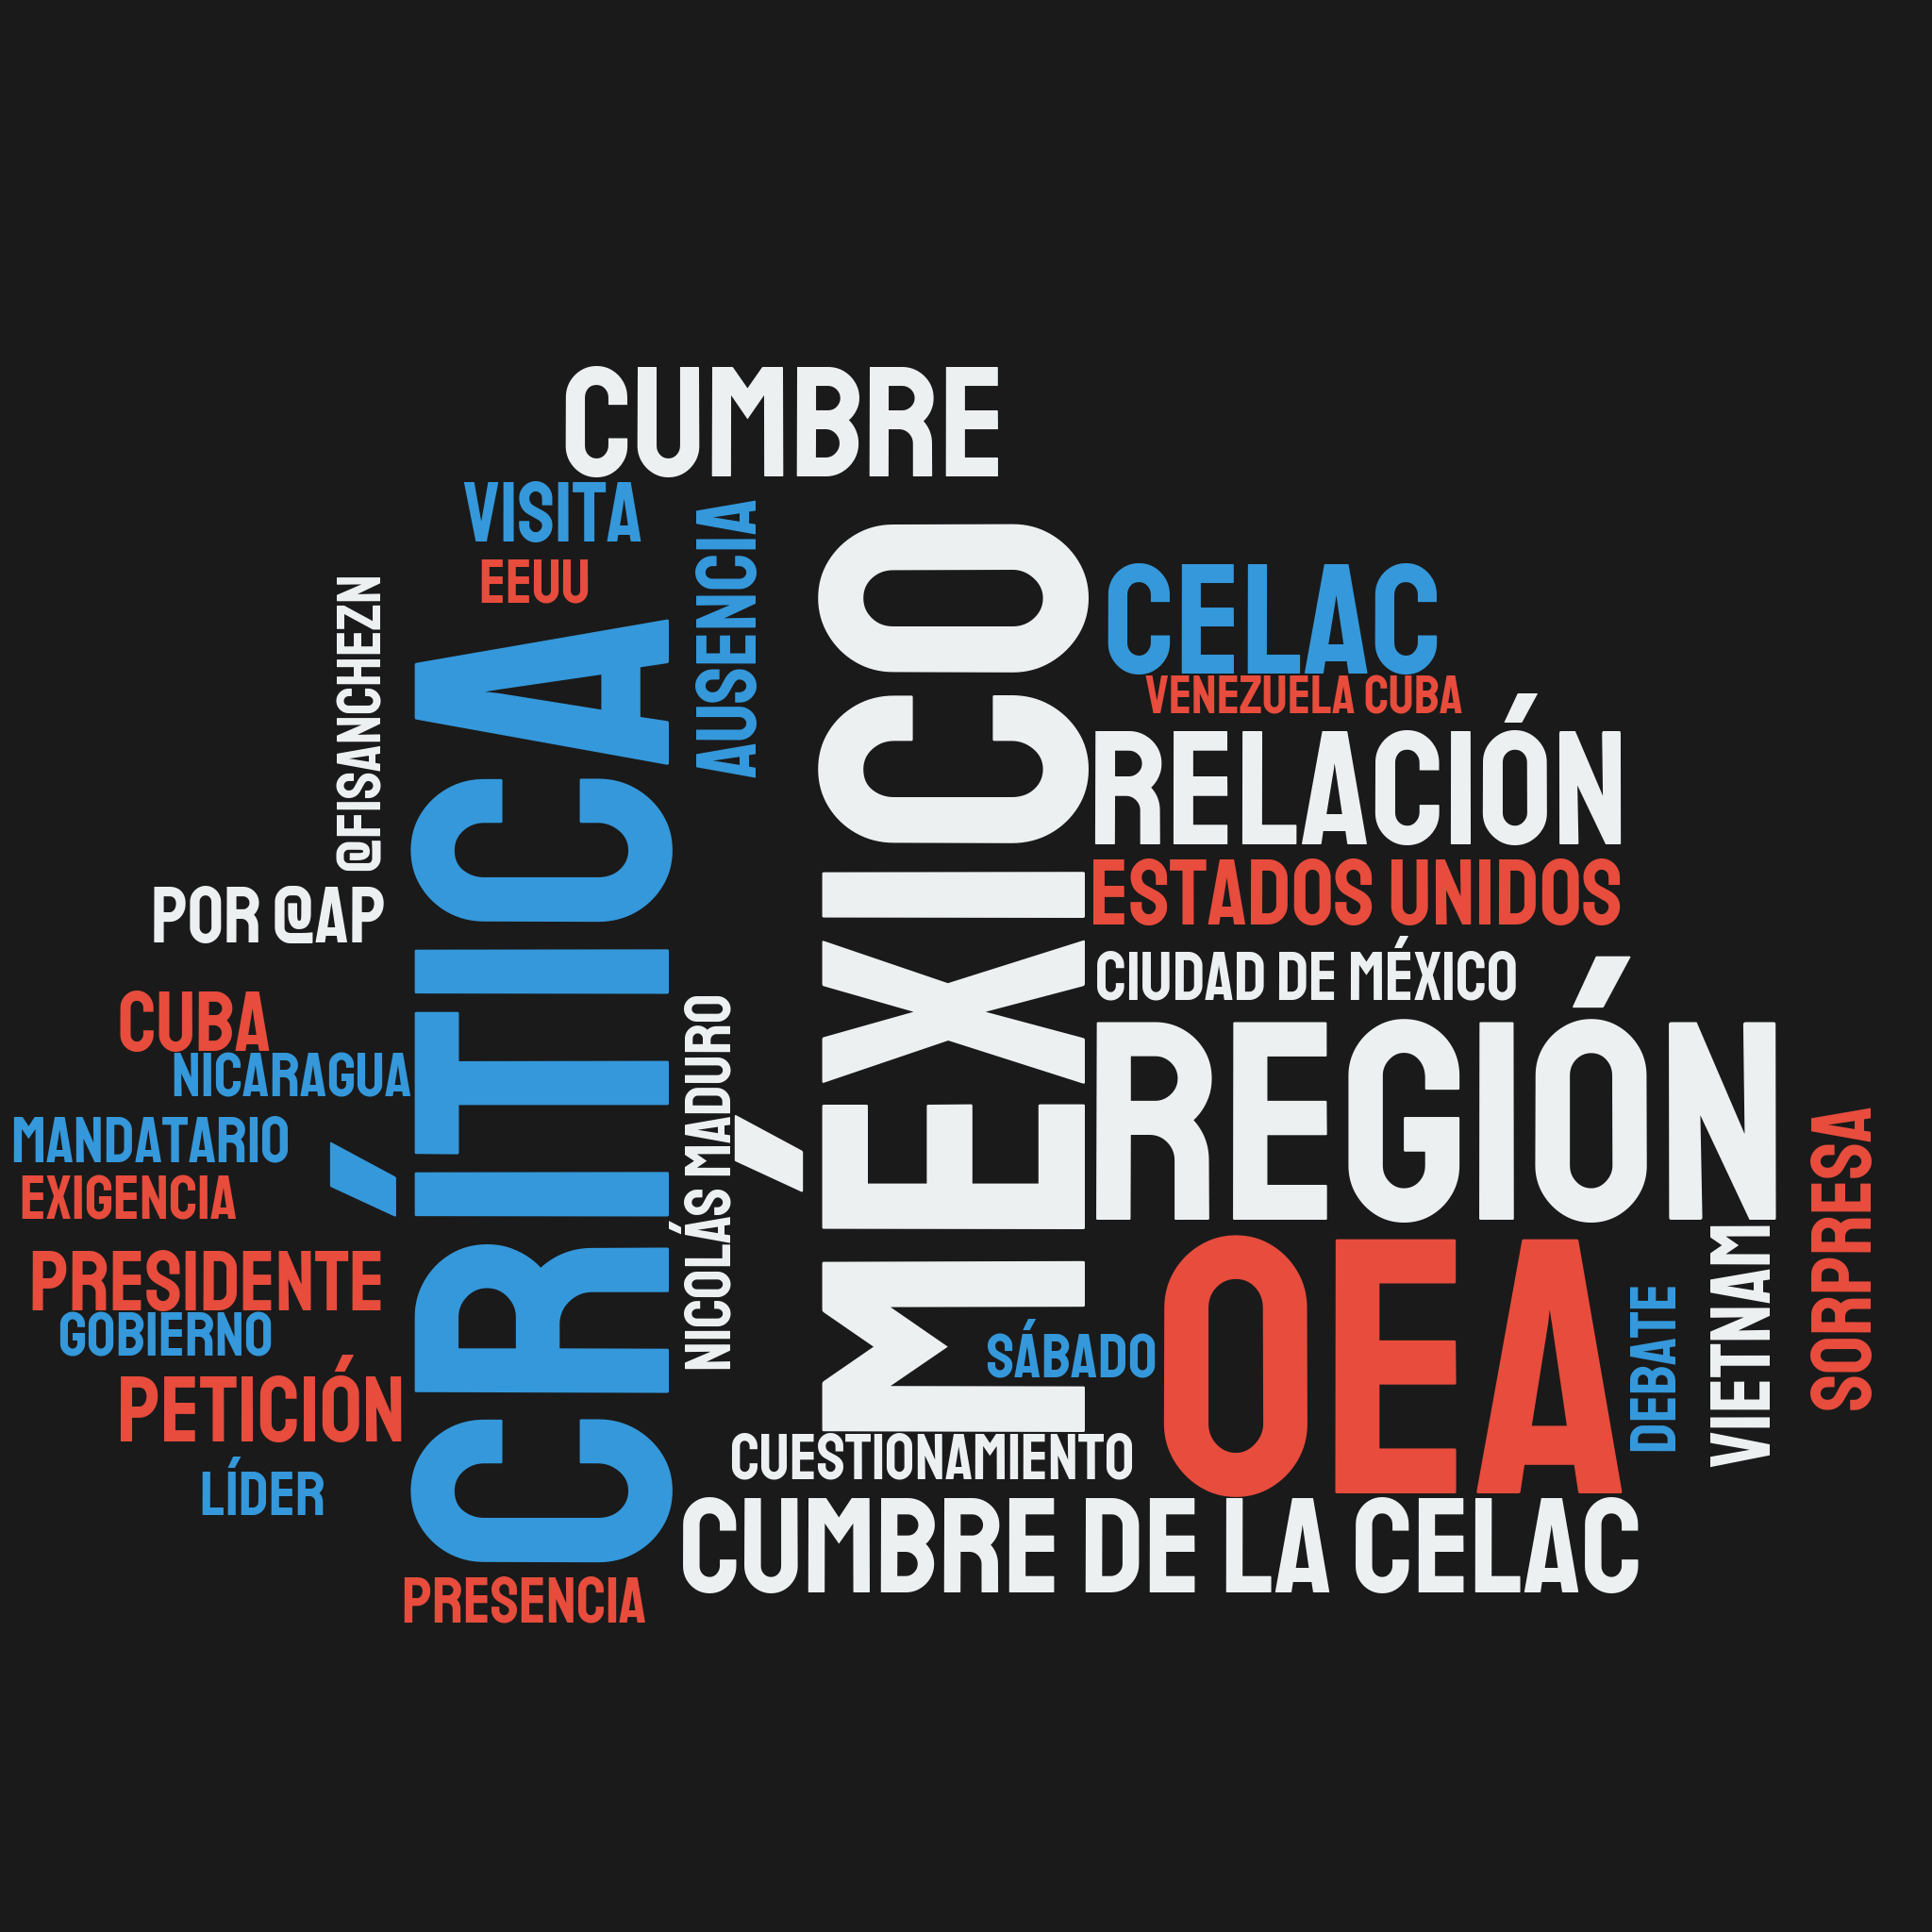 CUMBRE
VISITA
EEUU
AUSENCIA
@FISANCHEZN
CRÍTICA
MÉXICO
CELAC
VENEZUELA CUBA
RELACIÓN
ESTADOS UNIDOS
POR @AP
CIUDAD DE MÉXICO
CUBA
NICARAGUA
NICOLÁS MADURO
REGIÓN
MANDATARIO
EXIGENCIA
SORPRESA
PRESIDENTE
GOBIERNO
OEA
VIETNAM
DEBATE
SÁBADO
PETICIÓN
CUESTIONAMIENTO
LÍDER
CUMBRE DE LA CELAC
PRESENCIA